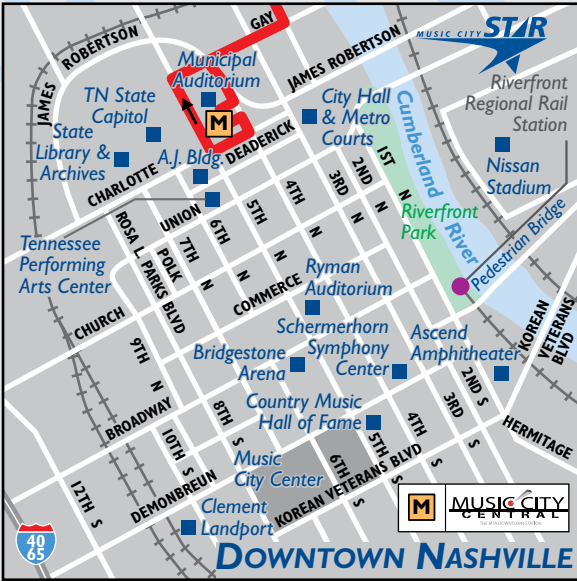 GAY
MUSIC CITY STAR
ROBERTSON
JAMES
Municipal
Auditorium
JAMES ROBERTSON
Riverfront
Regional Rail
Station
TN State
Capitol
City Hall
& Metro
Courts
Cumberland
River
M
State
Library &
Archives
A.J. Bldg.
DEADERICK
CHARLOTTE
1ST N
2ND N
3RD N
4TH N
5TH N
6TH N
7TH N
Nissan
Stadium
UNION
ROSA L. PARKS BLVD
POLK
Riverfront
Park
Pedestrian Bridge
Tennessee
Performing
Arts Center
Ryman
Auditorium
COMMERCE
CHURCH
Schermerhorn
Symphony
Center
Ascend
Amphitheater
KOREAN
VETERANS
BLVD
9TH N
Bridgestone
Arena
BROADWAY
8TH S
Country Music
Hall of Fame
2ND S
3RD S
4TH S
5TH S
6TH S
HERMITAGE
10TH S
12TH S
Music
City Center
DEMONBREUN
KOREAN VETERANS BLVD
Clement
Landport
M
MUSIC CITY
CENTRAL
THE MTA DOWNTOWN STATION
40
65
DOWNTOWN NASHVILLE